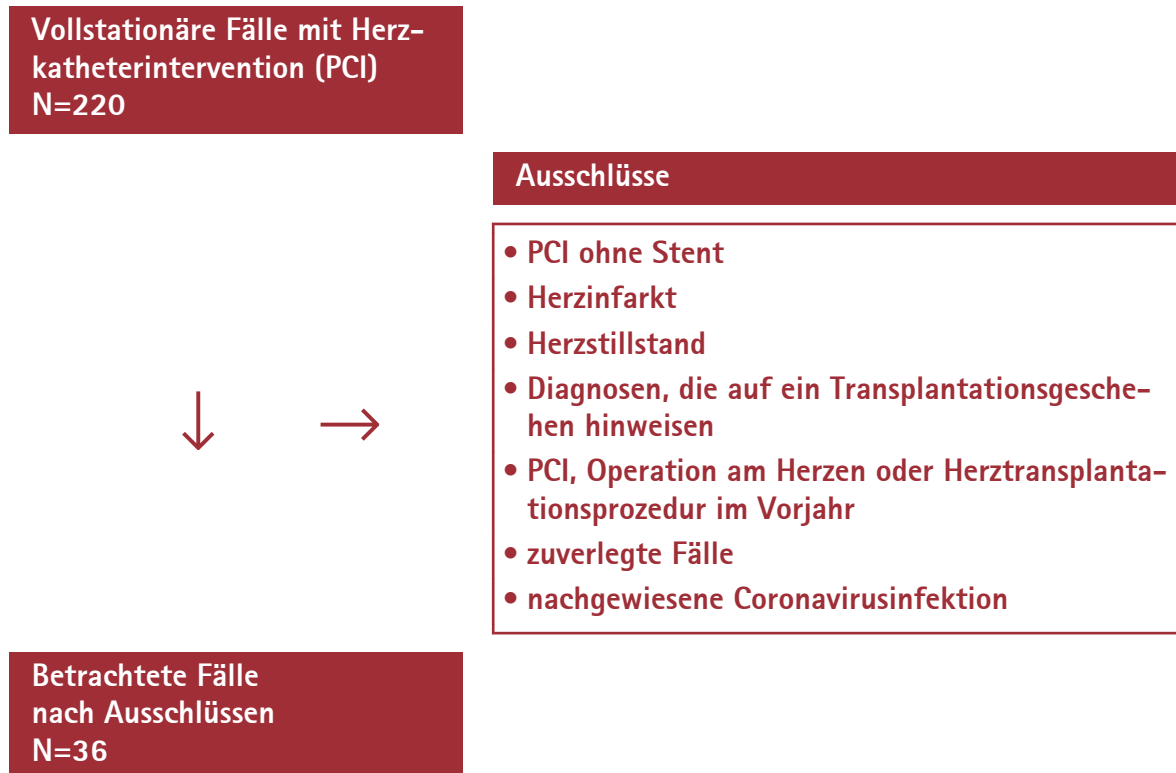 Vollstationäre Fälle mit Herz-
katheterintervention (PCI)
N=220
Ausschlüsse
• PCI ohne Stent
• Herzinfarkt
• Herzstillstand
• Diagnosen, die auf ein Transplantationsgesche-
hen hinweisen
• PCI, Operation am Herzen oder Herztransplanta-
tionsprozedur im Vorjahr
• zuverlegte Fälle
• nachgewiesene Coronavirusinfektion
Betrachtete Fälle
nach Ausschlüssen
N=36